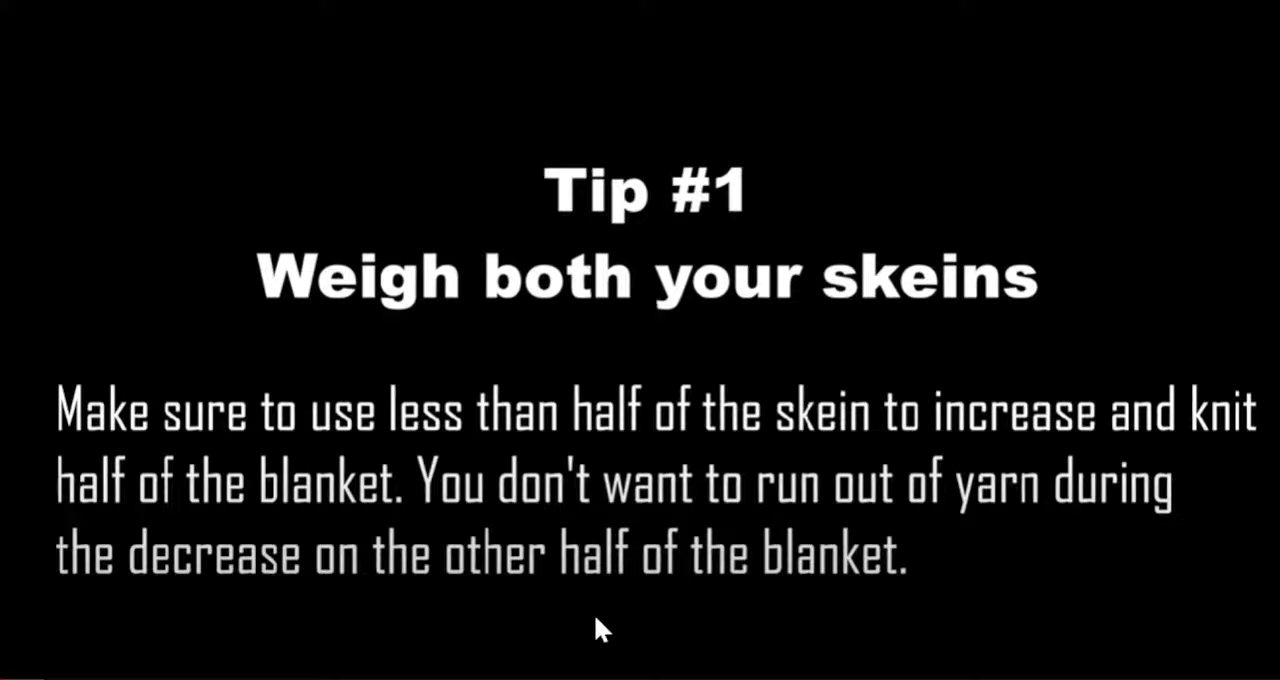 Tip #1
Weigh both your skeins
Make sure to use less than half of the skein to increase and knit
half of the blanket. You don't want to run out of yarn during
the decrease on the other half of the blanket.